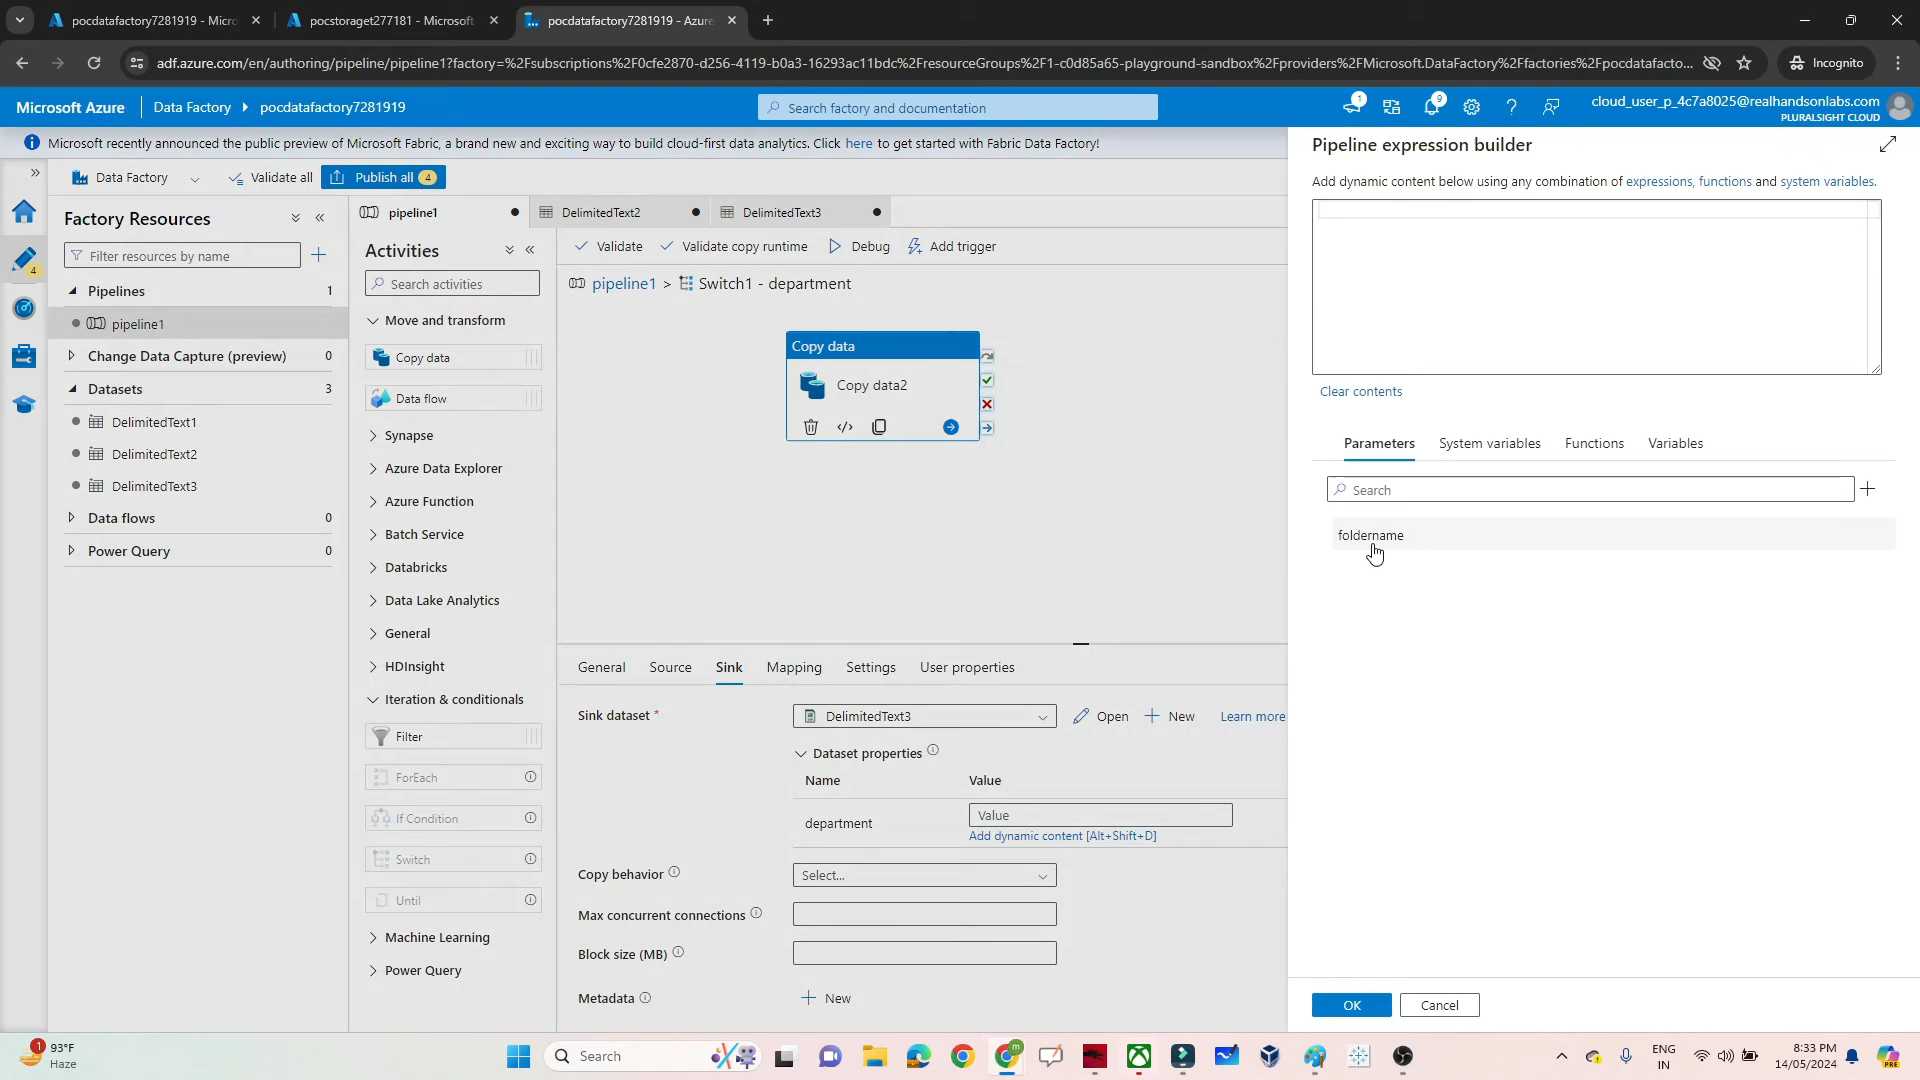 pocdatafactory7281919 - Micro
pocstoraget277181 - Microsoft
pocdatafactory7281919 - Azure
adf.azure.com/en/authoring/pipeline/pipeline1?factory=%2Fsubscriptions%2F0cfe2870-d256-4119-b0a3-16293ac11bdc%2FresourceGroups%2F1-c0d85a65-playground-sandbox%2Fproviders%2FMicrosoft.DataFactory%2Ffactories%2Fpocdatafacto...
Incognito
Microsoft Azure
Data Factory
pocdatafactory7281919
Search factory and documentation
1
9
cloud_user_p_4c7a8025@realhandsonlabs.com
PLURALSIGHT CLOUD
Microsoft recently announced the public preview of Microsoft Fabric, a brand new and exciting way to build cloud-first data analytics. Click here to get started with Fabric Data Factory!
Data Factory
Validate all
Publish all 4
Factory Resources
Filter resources by name
4
Pipelines 1
pipeline1
Change Data Capture (preview) 0
Datasets 3
DelimitedText1
DelimitedText2
DelimitedText3
Data flows 0
Power Query 0
pipeline1
DelimitedText2
DelimitedText3
Activities
Search activities
Move and transform
Copy data
Data flow
Synapse
Azure Data Explorer
Azure Function
Batch Service
Databricks
Data Lake Analytics
General
HDInsight
Iteration & conditionals
Filter
ForEach
If Condition
Switch
Until
Machine Learning
Power Query
Validate
Validate copy runtime
Debug
Add trigger
pipeline1 > Switch1 - department
Copy data
Copy data2
General
Source
Sink
Mapping
Settings
User properties
Sink dataset *
DelimitedText3
Open
New
Learn more
Dataset properties
Name
Value
department
Value
Add dynamic content [Alt+Shift+D]
Copy behavior
Select...
Max concurrent connections
Block size (MB)
Metadata
New
Pipeline expression builder
Add dynamic content below using any combination of expressions, functions and system variables.
Clear contents
Parameters
System variables
Functions
Variables
Search
foldername
OK
Cancel
1
93°F
Haze
Search
m
ENG
IN
8:33 PM
14/05/2024
PRE